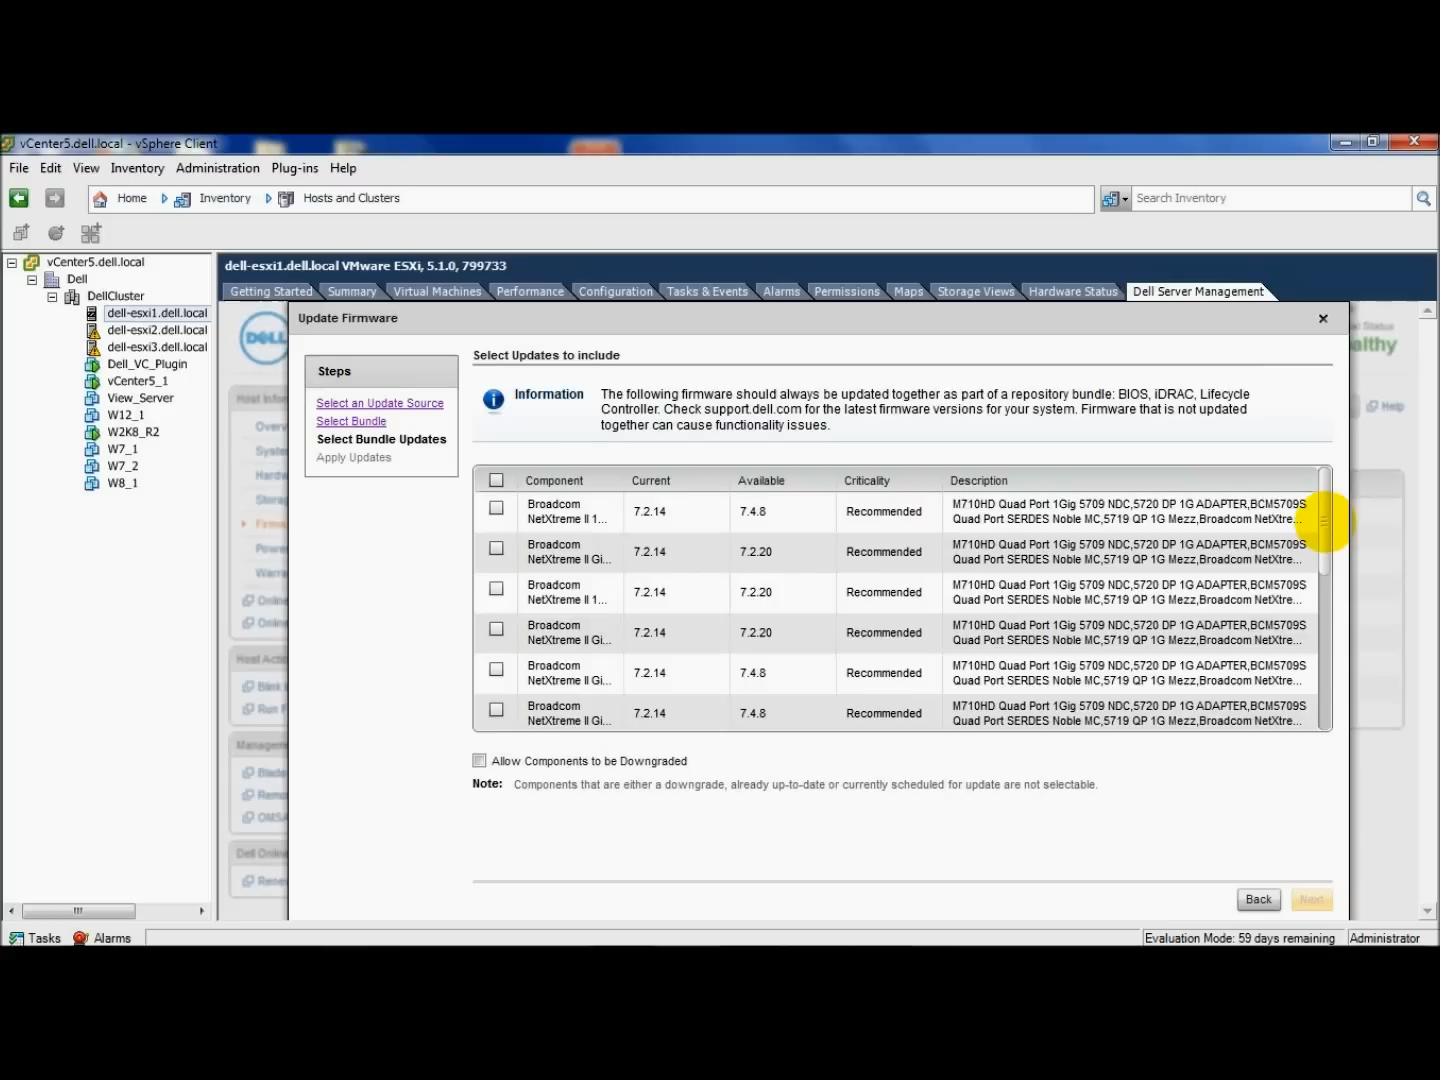 vCenter5.dell.local - vSphere Client
File Edit View Inventory Administration Plug-ins Help
Home Inventory Hosts and Clusters
Search Inventory
vCenter5.dell.local
Dell
DellCluster
dell-esxi1.dell.local
dell-esxi2.dell.local
dell-esxi3.dell.local
Dell_VC_Plugin
vCenter5_1
View_Server
W12_1
W2K8_R2
W7_1
W7_2
W8_1
dell-esxi1.dell.local VMware ESXi, 5.1.0, 799733
Getting Started Summary Virtual Machines Performance Configuration Tasks & Events Alarms Permissions Maps Storage Views Hardware Status Dell Server Management
DELL
Help
Update Firmware
Steps
Select an Update Source
Select Bundle
Select Bundle Updates
Apply Updates
Select Updates to include
Information
The following firmware should always be updated together as part of a repository bundle: BIOS, iDRAC, Lifecycle
Controller. Check support.dell.com for the latest firmware versions for your system. Firmware that is not updated
together can cause functionality issues.
Component Current Available Criticality Description
Broadcom
NetXtreme II 1... 7.2.14 7.4.8 Recommended M710HD Quad Port 1Gig 5709 NDC,5720 DP 1G ADAPTER,BCM5709S
Quad Port SERDES Noble MC,5719 QP 1G Mezz,Broadcom NetXtre...
Broadcom
NetXtreme II Gi... 7.2.14 7.2.20 Recommended M710HD Quad Port 1Gig 5709 NDC,5720 DP 1G ADAPTER,BCM5709S
Quad Port SERDES Noble MC,5719 QP 1G Mezz,Broadcom NetXtre...
Broadcom
NetXtreme II 1... 7.2.14 7.2.20 Recommended M710HD Quad Port 1Gig 5709 NDC,5720 DP 1G ADAPTER,BCM5709S
Quad Port SERDES Noble MC,5719 QP 1G Mezz,Broadcom NetXtre...
Broadcom
NetXtreme II Gi... 7.2.14 7.2.20 Recommended M710HD Quad Port 1Gig 5709 NDC,5720 DP 1G ADAPTER,BCM5709S
Quad Port SERDES Noble MC,5719 QP 1G Mezz,Broadcom NetXtre...
Broadcom
NetXtreme II Gi... 7.2.14 7.4.8 Recommended M710HD Quad Port 1Gig 5709 NDC,5720 DP 1G ADAPTER,BCM5709S
Quad Port SERDES Noble MC,5719 QP 1G Mezz,Broadcom NetXtre...
Broadcom
NetXtreme II Gi... 7.2.14 7.4.8 Recommended M710HD Quad Port 1Gig 5709 NDC,5720 DP 1G ADAPTER,BCM5709S
Quad Port SERDES Noble MC,5719 QP 1G Mezz,Broadcom NetXtre...
Allow Components to be Downgraded
Note: Components that are either a downgrade, already up-to-date or currently scheduled for update are not selectable.
Back Next
Tasks Alarms
Evaluation Mode: 59 days remaining Administrator